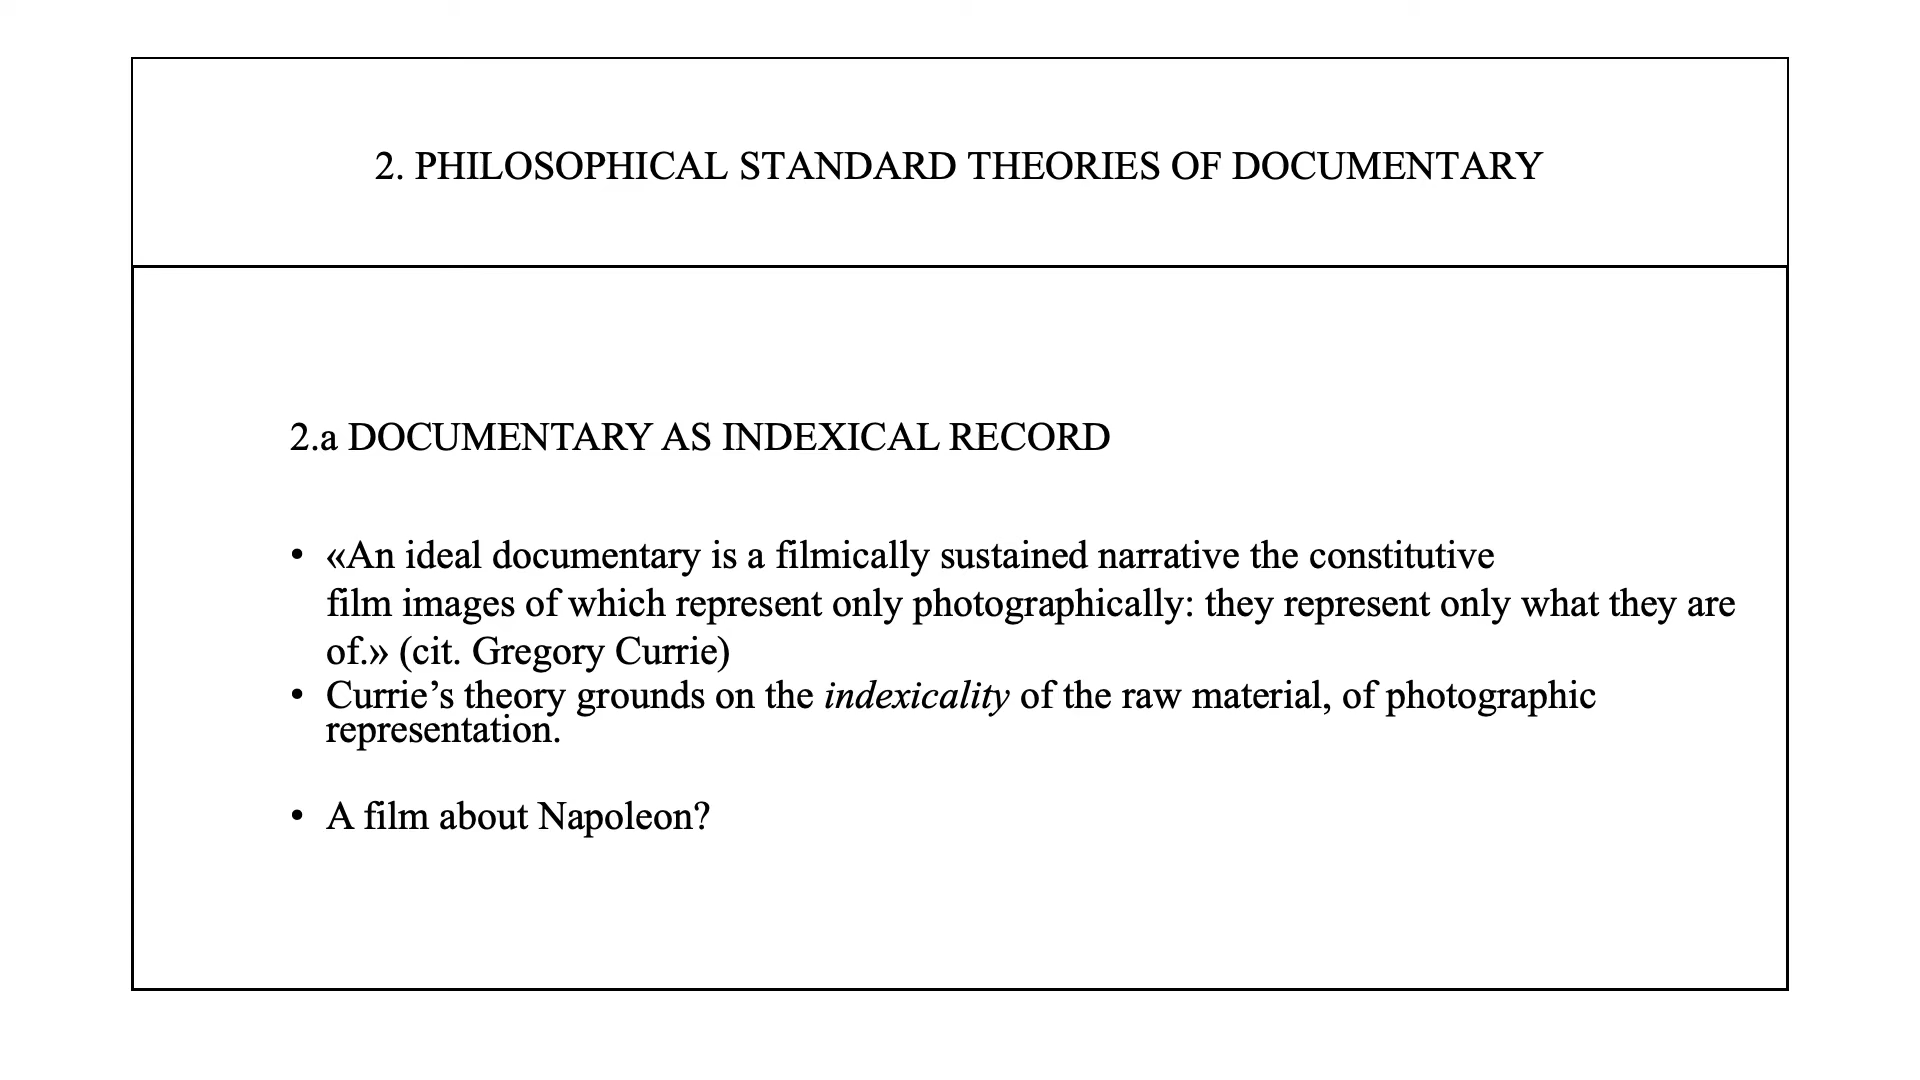 2. PHILOSOPHICAL STANDARD THEORIES OF DOCUMENTARY
2.a DOCUMENTARY AS INDEXICAL RECORD
• «An ideal documentary is a filmically sustained narrative the constitutive
film images of which represent only photographically: they represent only what they are
of.» (cit. Gregory Currie)
• Currie’s theory grounds on the indexicality of the raw material, of photographic
representation.
• A film about Napoleon?